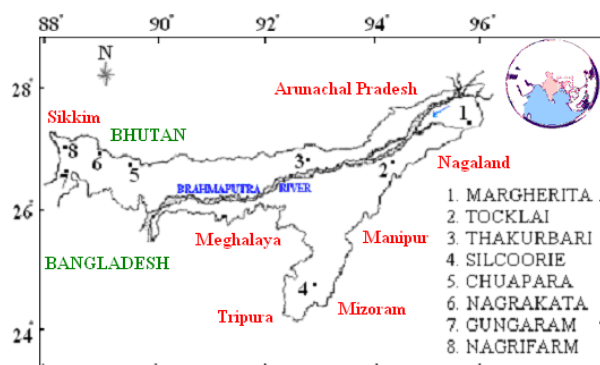 88° 90 92 94 96
N
28°
26
24°
Sikkim
BHUTAN
Arunachal Pradesh
Nagaland
BRAHMAPUTRA RIVER
Meghalaya
Manipur
BANGLADESH
Tripura
Mizoram
1
2
3
4
5
6
8
1. MARGHERITA
2. TOCKLAI
3. THAKURBARI
4. SILCOORIE
5. CHUAPARA
6. NAGRAKATA
7. GUNGARAM
8. NAGRIFARM